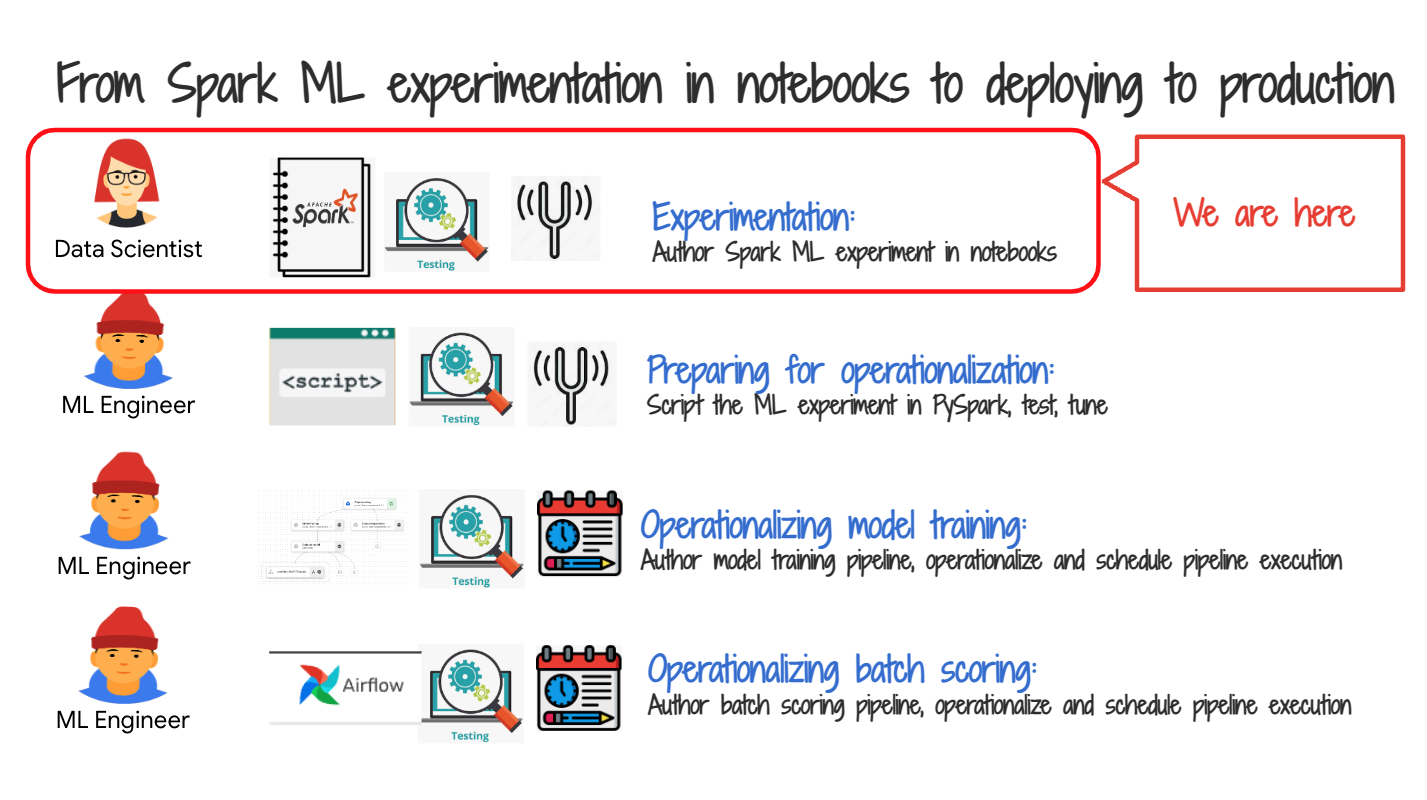 From Spark ML experimentation in notebooks to deploying to production
We are here
Data Scientist
APACHE
Spark
Testing
Experimentation:
Author Spark ML experiment in notebooks
ML Engineer
<script>
Testing
Preparing for operationalization:
Script the ML experiment in PySpark, test, tune
ML Engineer
Testing
Operationalizing model training:
Author model training pipeline, operationalize and schedule pipeline execution
ML Engineer
Airflow
Testing
Operationalizing batch scoring:
Author batch scoring pipeline, operationalize and schedule pipeline execution